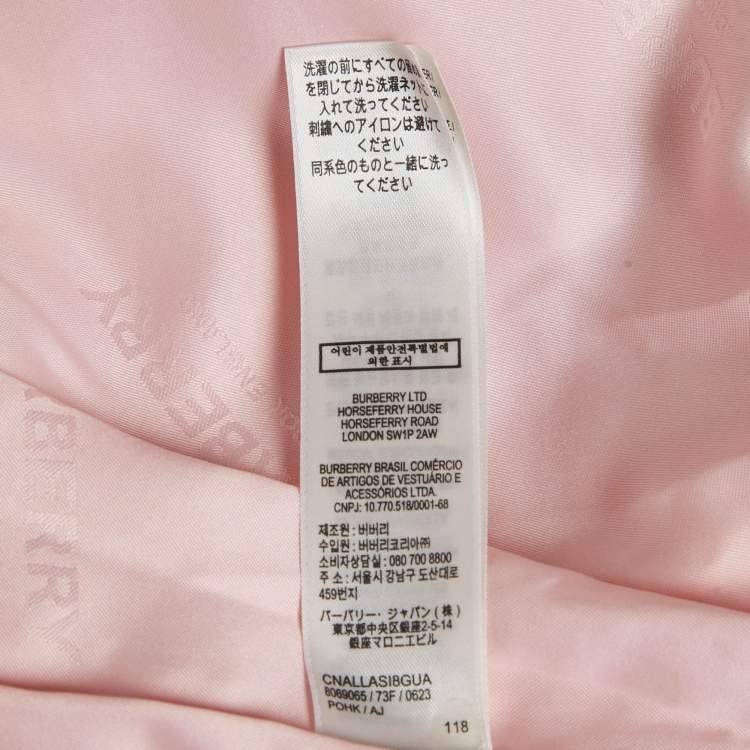 洗濯の前にすべての
を閉じてから洗濯ネット
入れて洗ってください
刺繍へのアイロンは避けて
ください
同系色のものと一緒に洗っ
てください
어린이 제품안전특별법에
의한 표시
BURBERRY LTD
HORSEFERRY HOUSE
HORSEFERRY ROAD
LONDON SW1P 2AW
BURBERRY BRASIL COMÉRCIO
DE ARTIGOS DE VESTUÁRIO E
ACESSÓRIOS LTDA.
CNPJ: 10.770.518/0001-68
제조원 : 버버리
수입원 : 버버리코리아㈜
소비자상담실 : 080 700 8800
주 소 : 서울시 강남구 도산대로
459번지
バーバリー・ジャパン(株)
東京都中央区銀座2-5-14
銀座マロニエビル
CNALLASI8GUA
8069065 / 73F / 0623
POHK / AJ
118
BERRY
BERRY
ENGLAND